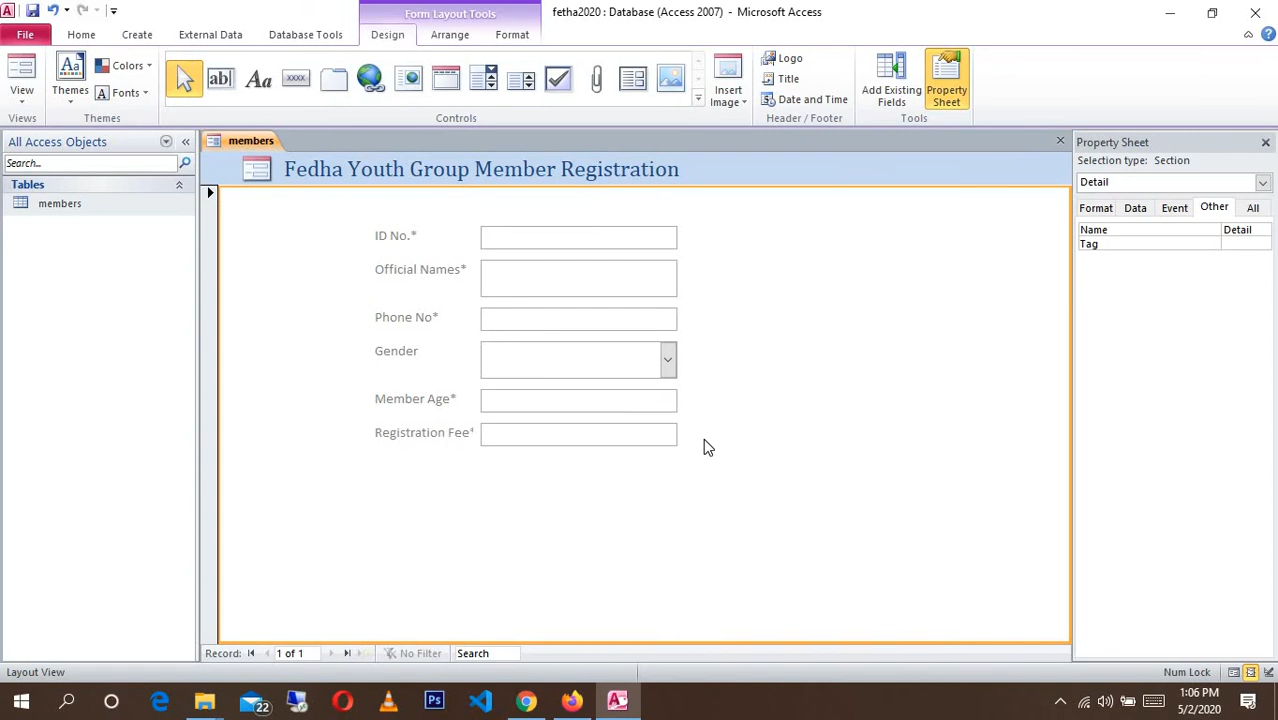 Form Layout Tools
fetha2020 : Database (Access 2007) - Microsoft Access
File Home Create External Data Database Tools Design Arrange Format
View
Themes
Colors
Fonts
ab|
Aa
xxxx
Insert Image
Logo
Title
Date and Time
Add Existing Fields
Property Sheet
Views Themes Controls Header / Footer Tools
All Access Objects
Search...
Tables
members
members
Fedha Youth Group Member Registration
ID No.*
Official Names*
Phone No*
Gender
Member Age*
Registration Fee*
Property Sheet
Selection type: Section
Detail
Format Data Event Other All
Name Detail
Tag
Record: 1 of 1 No Filter Search
Layout View
Num Lock
22
Ps
1:06 PM
5/2/2020